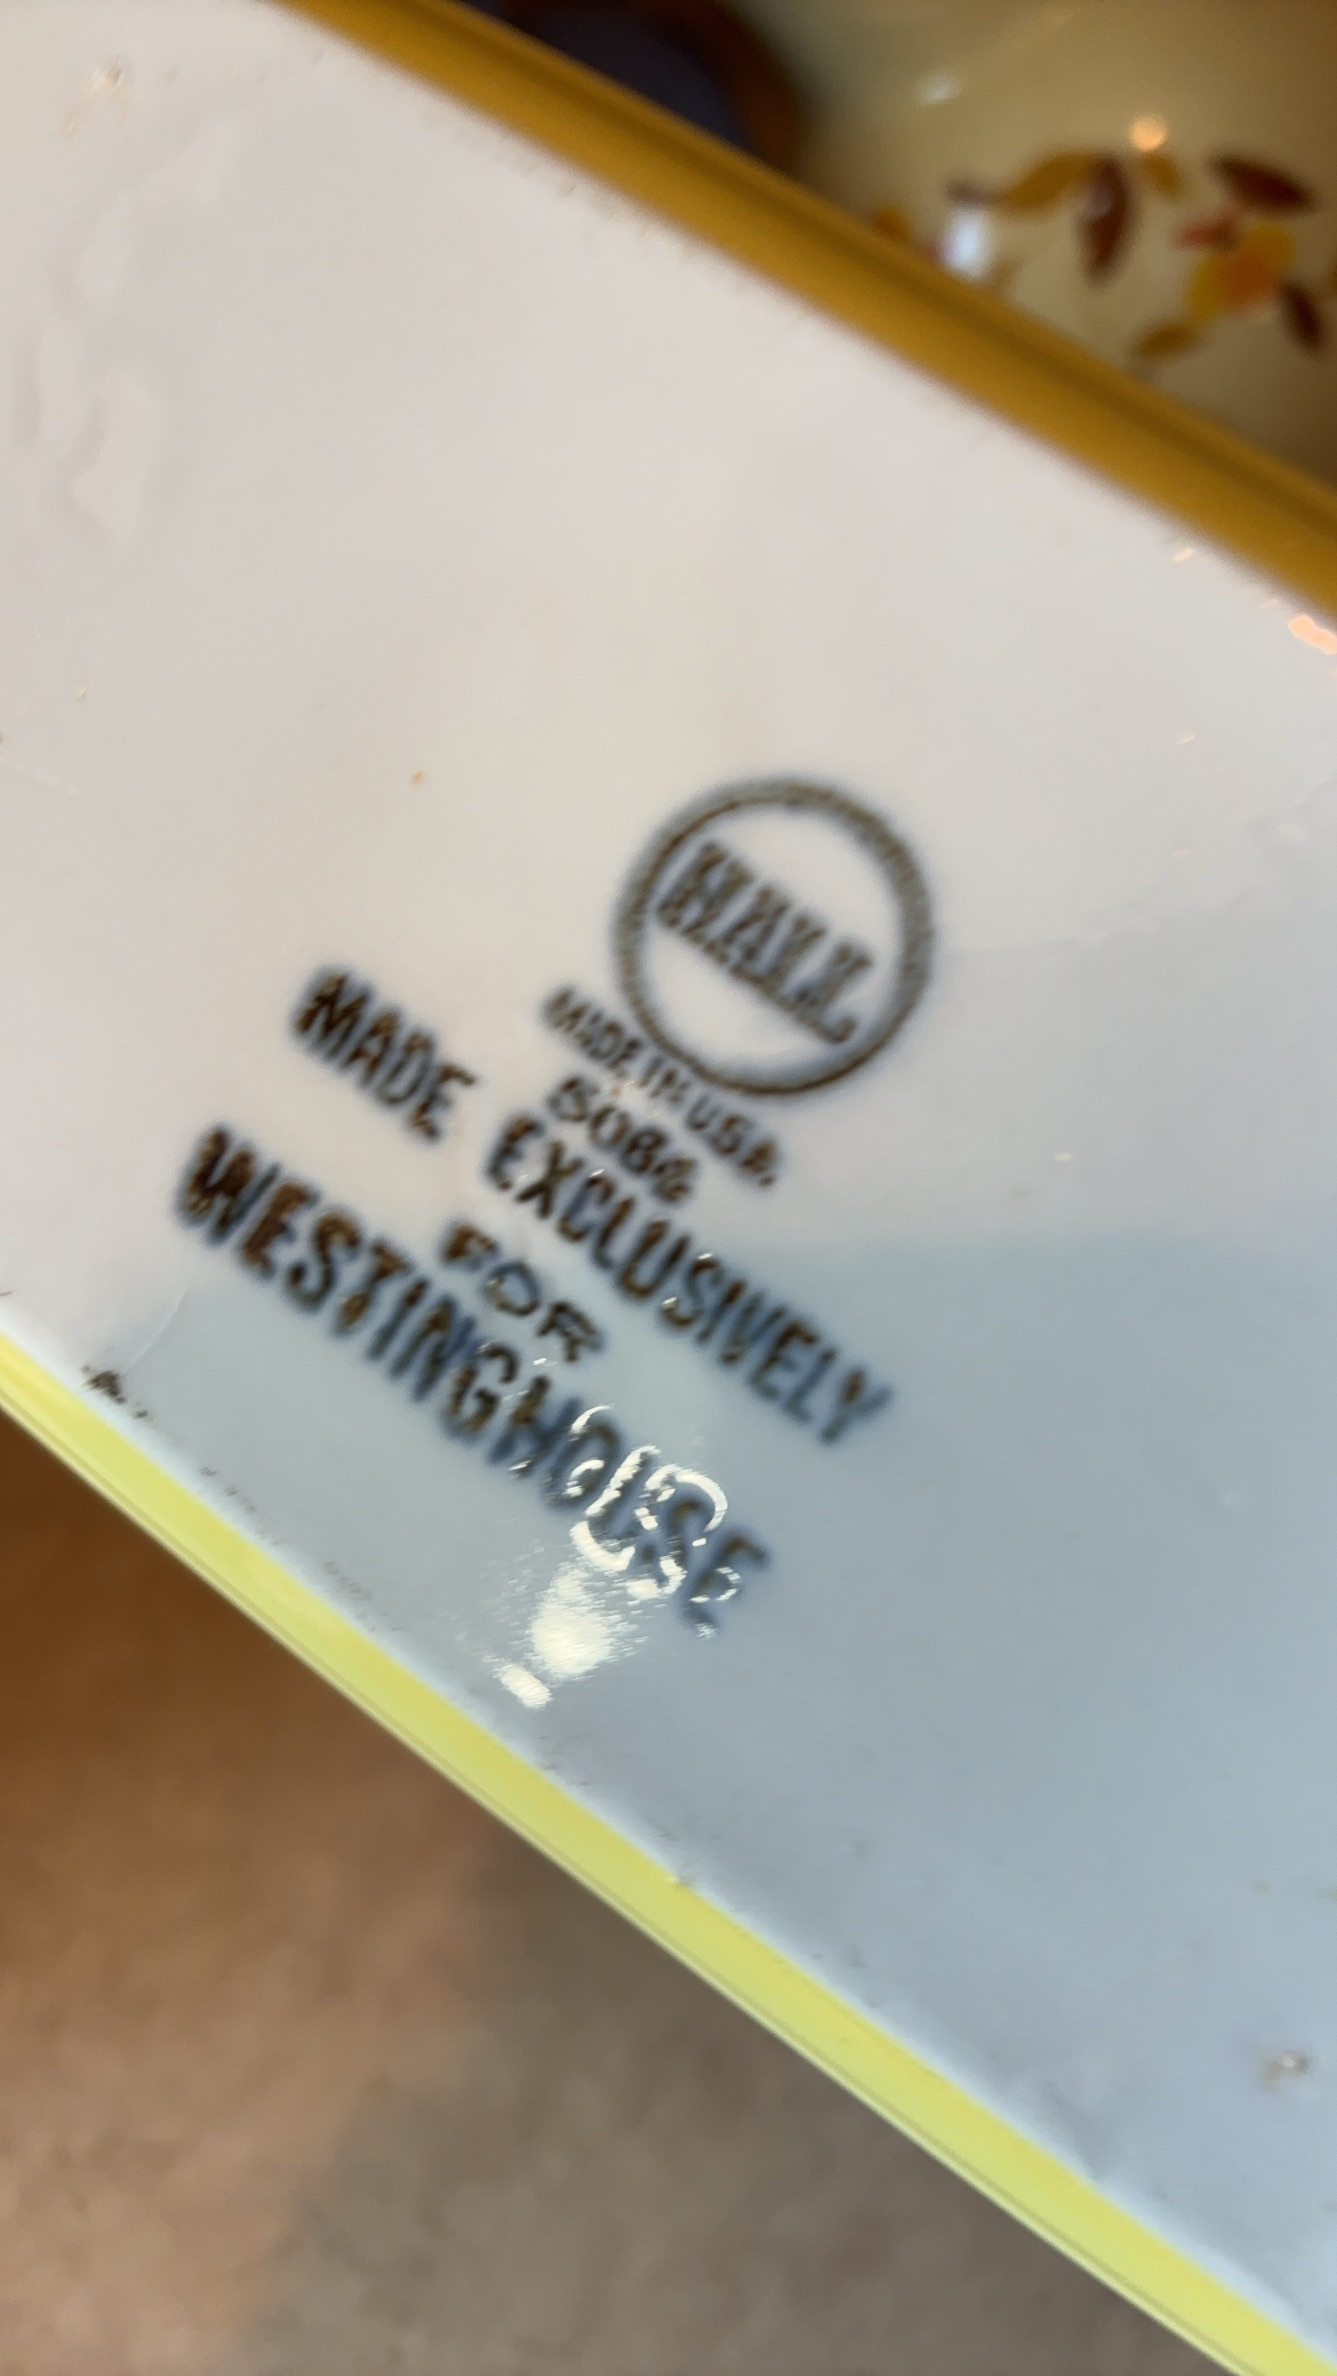 HALL
MADE IN U.S.A.
5086
MADE EXCLUSIVELY
FOR
WESTINGHOUSE